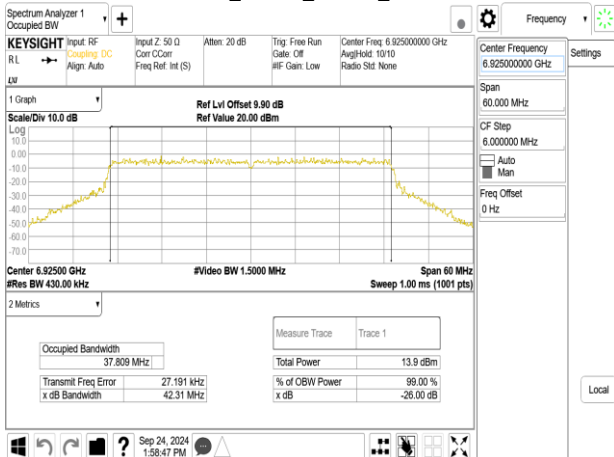 Spectrum Analyzer 1
Occupied BW
+
Frequency
KEYSIGHT
RL
LXI
Input: RF
Coupling: DC
Align: Auto
Input Z: 50 Ω
Corr CCorr
Freq Ref: Int (S)
Atten: 20 dB
Trig: Free Run
Gate: Off
#IF Gain: Low
Center Freq: 6.925000000 GHz
Avg|Hold: 10/10
Radio Std: None
Center Frequency
6.925000000 GHz
Settings
Span
60.000 MHz
CF Step
6.000000 MHz
Auto
Man
Freq Offset
0 Hz
Local
1 Graph
Scale/Div 10.0 dB
Ref Lvl Offset 9.90 dB
Ref Value 20.00 dBm
Log
10.0
0.00
-10.0
-20.0
-30.0
-40.0
-50.0
-60.0
-70.0
Center 6.92500 GHz
#Video BW 1.5000 MHz
Span 60 MHz
#Res BW 430.00 kHz
Sweep 1.00 ms (1001 pts)
2 Metrics
Measure Trace Trace 1
Occupied Bandwidth
37.809 MHz
Total Power 13.9 dBm
Transmit Freq Error 27.191 kHz
% of OBW Power 99.00 %
x dB Bandwidth 42.31 MHz
x dB -26.00 dB
?
Sep 24, 2024
1:58:47 PM